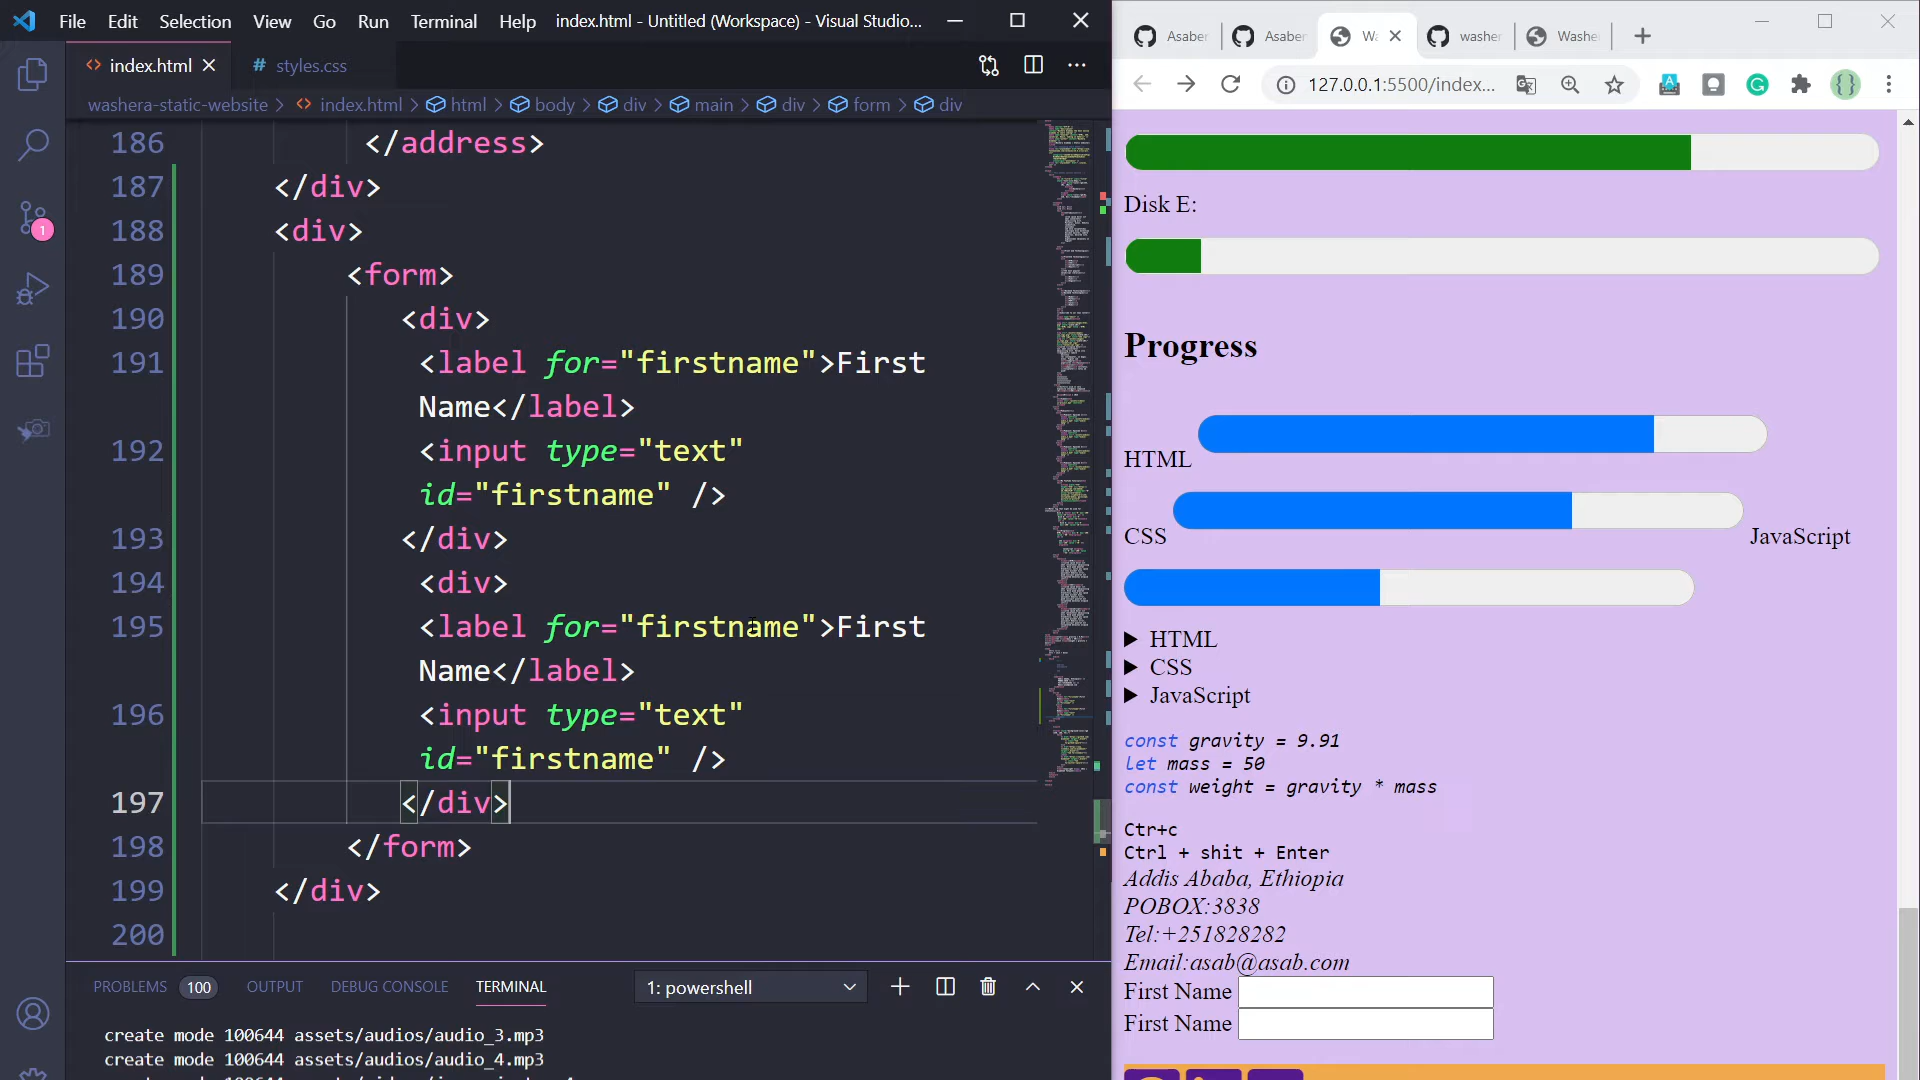 File Edit Selection View Go Run Terminal Help index.html - Untitled (Workspace) - Visual Studio...
index.html
# styles.css
washera-static-website > index.html > html > body > div > main > div > form > div
186 </address>
187 </div>
188 <div>
189 <form>
190 <div>
191 <label for="firstname">First
Name</label>
192 <input type="text"
id="firstname" />
193 </div>
194 <div>
195 <label for="firstname">First
Name</label>
196 <input type="text"
id="firstname" />
197 </div>
198 </form>
199 </div>
200
PROBLEMS 100 OUTPUT DEBUG CONSOLE TERMINAL 1: powershell
create mode 100644 assets/audios/audio_3.mp3
create mode 100644 assets/audios/audio_4.mp3
1
Asaber Asaber Wa washer Washe
127.0.0.1:5500/index...
Disk E:
Progress
HTML
CSS JavaScript
HTML
CSS
JavaScript
const gravity = 9.91
let mass = 50
const weight = gravity * mass
Ctr+c
Ctrl + shit + Enter
Addis Ababa, Ethiopia
POBOX:3838
Tel:+251828282
Email:asab@asab.com
First Name
First Name